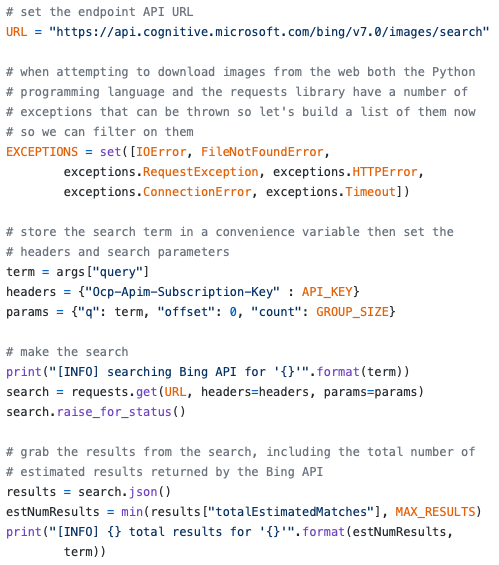 # set the endpoint API URL
URL = "https://api.cognitive.microsoft.com/bing/v7.0/images/search"
# when attempting to download images from the web both the Python
# programming language and the requests library have a number of
# exceptions that can be thrown so let's build a list of them now
# so we can filter on them
EXCEPTIONS = set([IOError, FileNotFoundError,
        exceptions.RequestException, exceptions.HTTPError,
        exceptions.ConnectionError, exceptions.Timeout])
# store the search term in a convenience variable then set the
# headers and search parameters
term = args["query"]
headers = {"Ocp-Apim-Subscription-Key" : API_KEY}
params = {"q": term, "offset": 0, "count": GROUP_SIZE}
# make the search
print("[INFO] searching Bing API for '{}'".format(term))
search = requests.get(URL, headers=headers, params=params)
search.raise_for_status()
# grab the results from the search, including the total number of
# estimated results returned by the Bing API
results = search.json()
estNumResults = min(results["totalEstimatedMatches"], MAX_RESULTS)
print("[INFO] {} total results for '{}'".format(estNumResults,
        term))